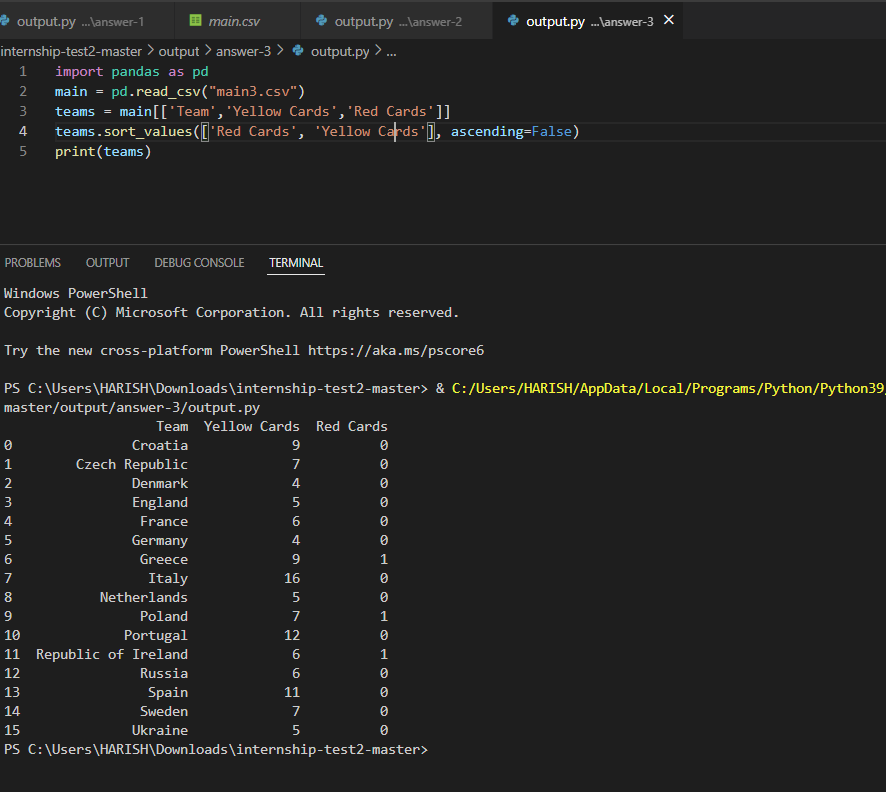 output.py ...\answer-1 main.csv output.py ...\answer-2 output.py ...\answer-3 ✕
internship-test2-master > output > answer-3 > output.py > ...
1 import pandas as pd
2 main = pd.read_csv("main3.csv")
3 teams = main[['Team','Yellow Cards','Red Cards']]
4 teams.sort_values(['Red Cards', 'Yellow Cards'], ascending=False)
5 print(teams)
PROBLEMS OUTPUT DEBUG CONSOLE TERMINAL
Windows PowerShell
Copyright (C) Microsoft Corporation. All rights reserved.
Try the new cross-platform PowerShell https://aka.ms/pscore6
PS C:\Users\HARISH\Downloads\internship-test2-master> & C:/Users/HARISH/AppData/Local/Programs/Python/Python39
master/output/answer-3/output.py
Team Yellow Cards Red Cards
0 Croatia 9 0
1 Czech Republic 7 0
2 Denmark 4 0
3 England 5 0
4 France 6 0
5 Germany 4 0
6 Greece 9 1
7 Italy 16 0
8 Netherlands 5 0
9 Poland 7 1
10 Portugal 12 0
11 Republic of Ireland 6 1
12 Russia 6 0
13 Spain 11 0
14 Sweden 7 0
15 Ukraine 5 0
PS C:\Users\HARISH\Downloads\internship-test2-master>